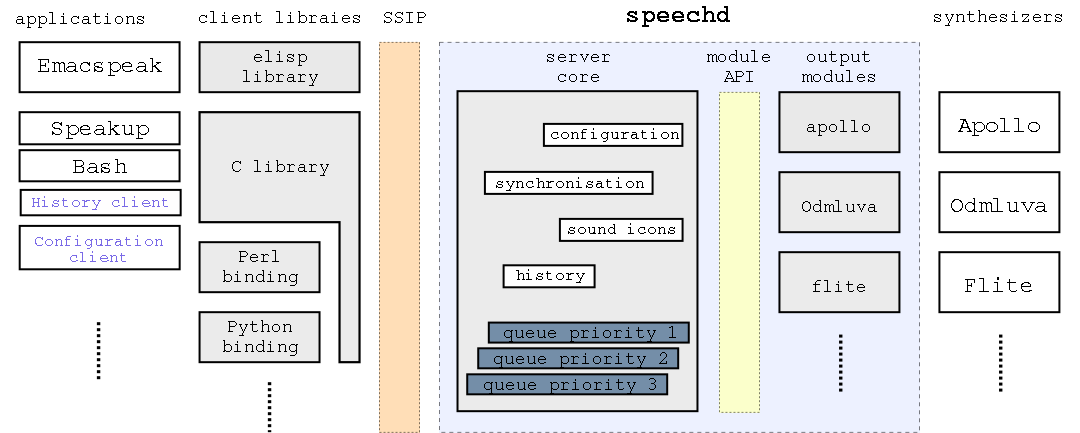 applications
client libraies
SSIP
speechd
synthesizers
Emacspeak
Speakup
Bash
History client
Configuration
client
elisp
library
C library
Perl
binding
Python
binding
server
core
configuration
synchronisation
sound icons
history
queue priority 1
queue priority 2
queue priority 3
module
API
output
modules
apollo
Odmluva
flite
Apollo
Odmluva
Flite